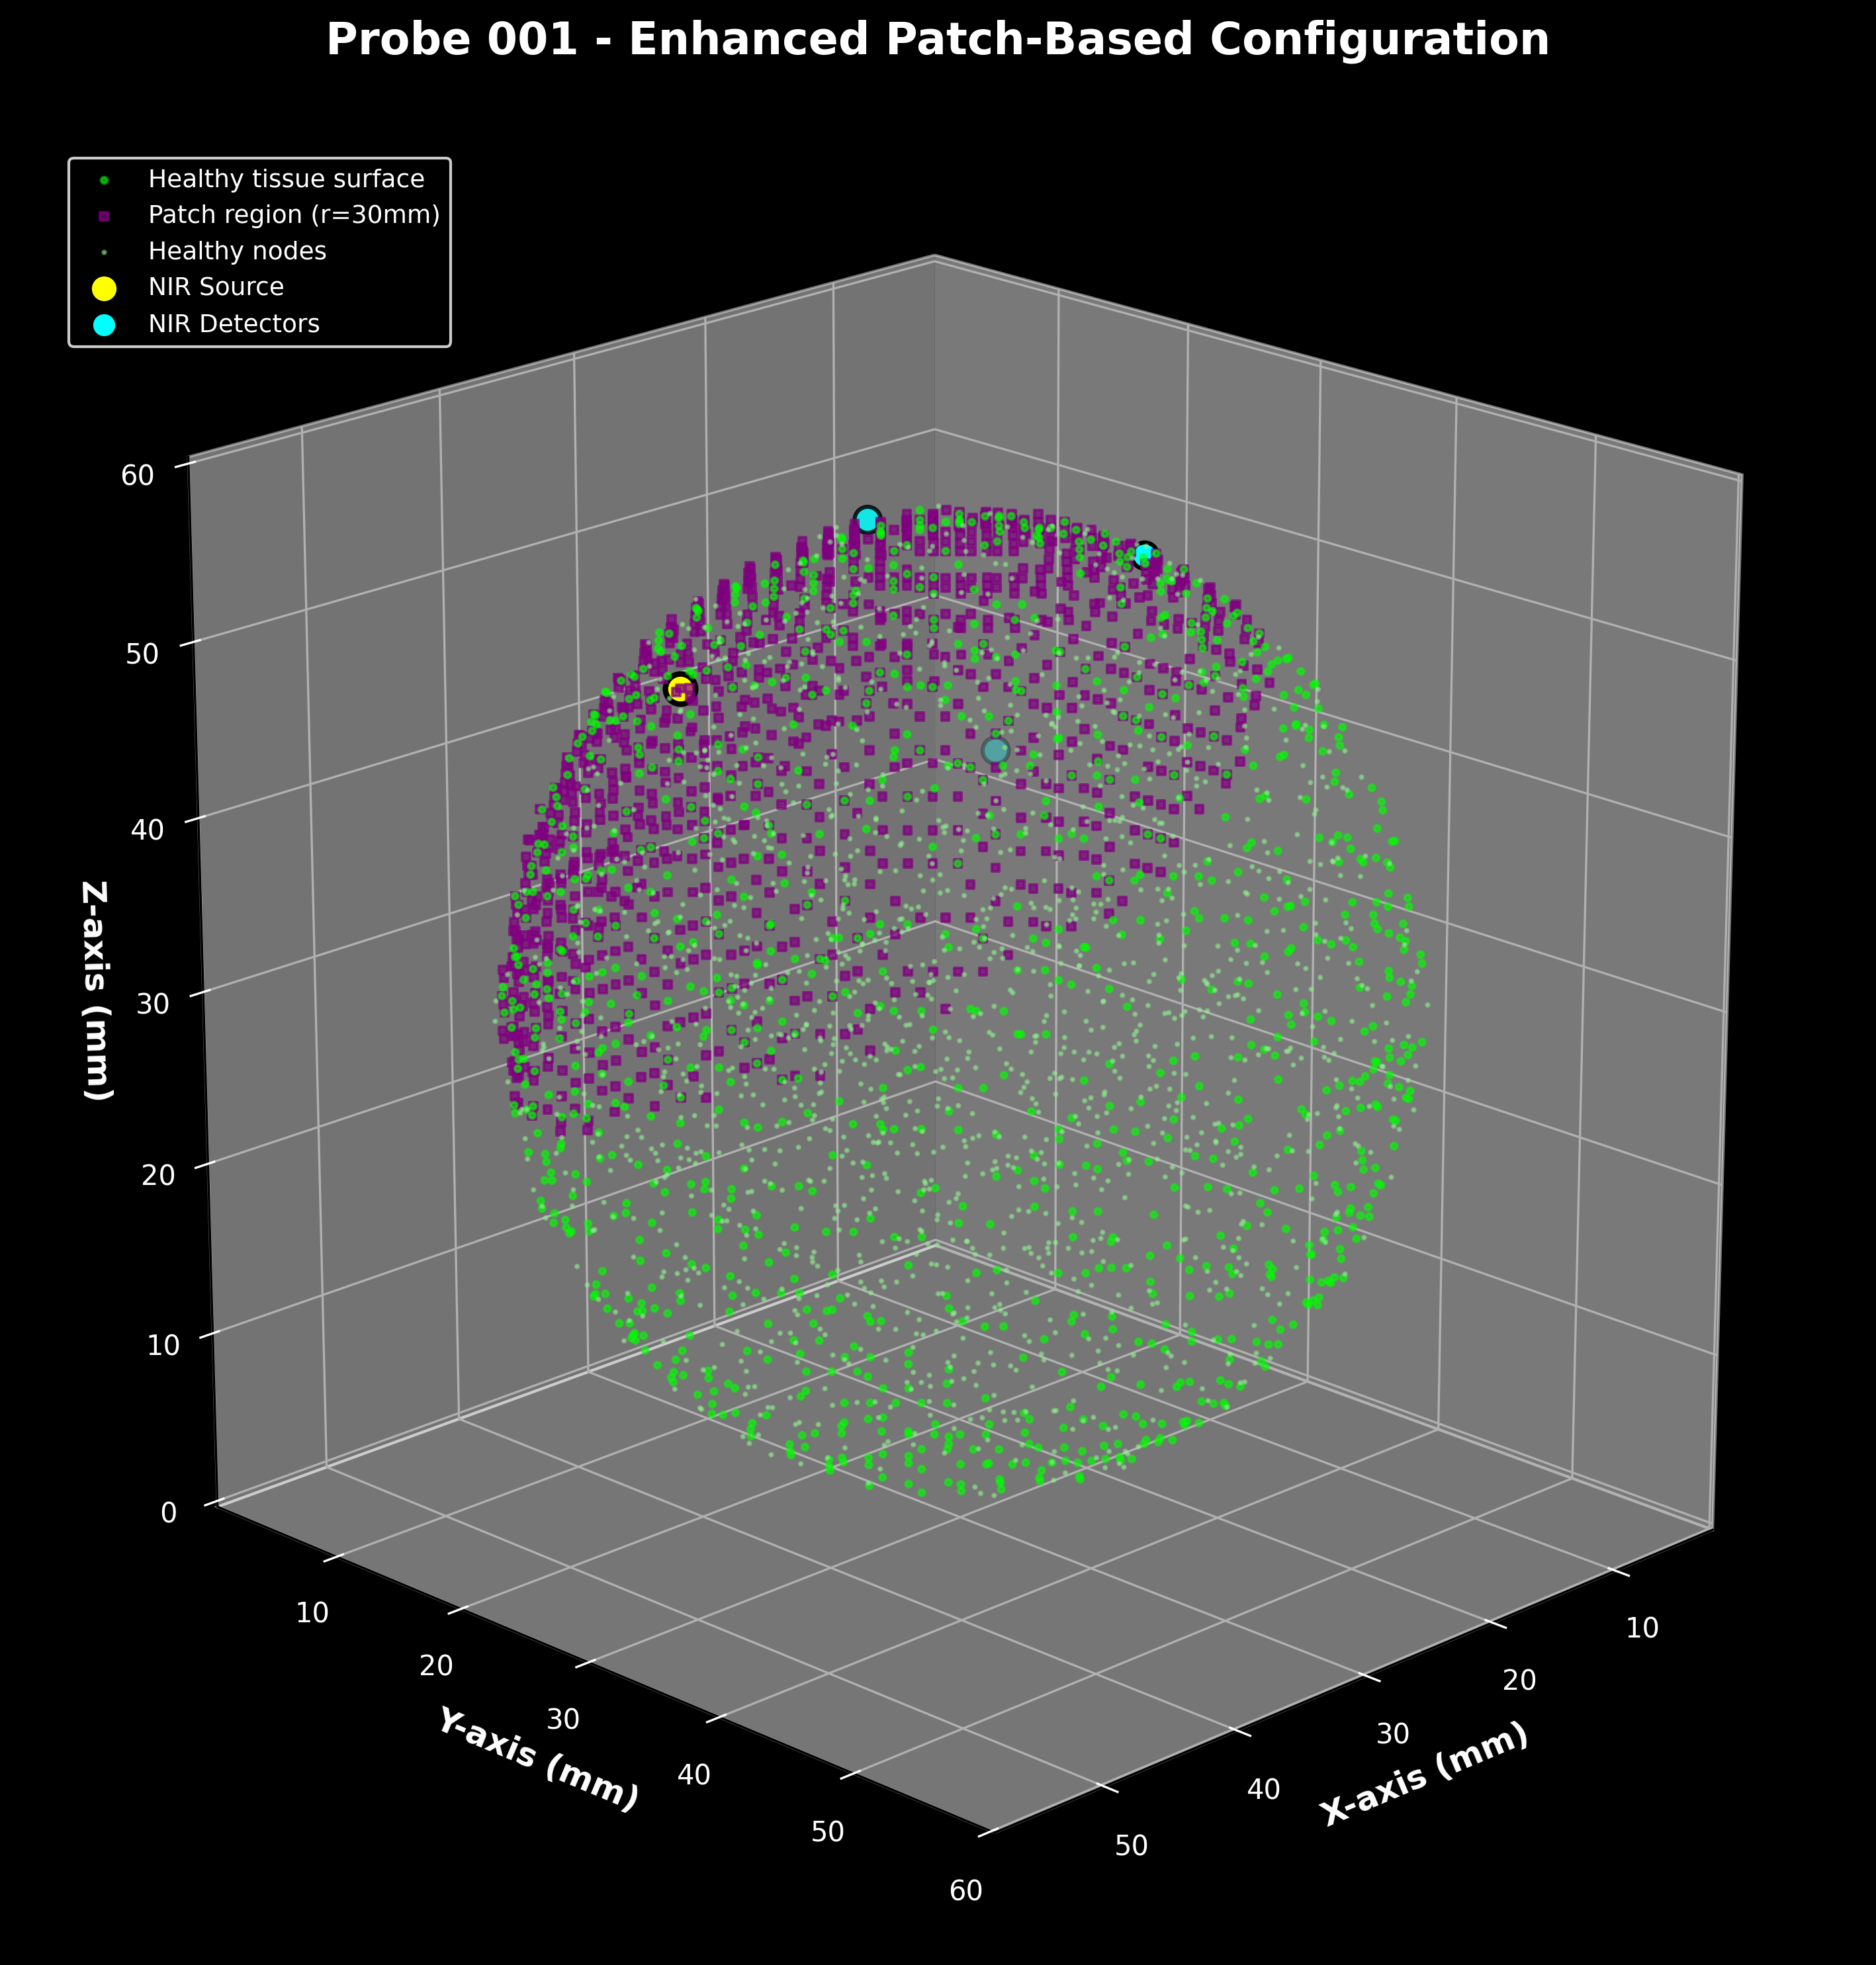 Probe 001 - Enhanced Patch-Based Configuration
Healthy tissue surface
Patch region (r=30mm)
Healthy nodes
NIR Source
NIR Detectors
60
50
40
30
20
10
0
Z-axis (mm)
10
20
30
40
50
60
Y-axis (mm)
10
20
30
40
50
X-axis (mm)